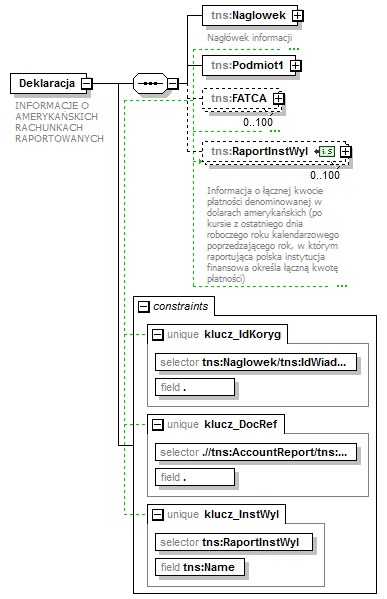 tns:Naglowek
Nagłówek informacji
tns:Podmiot1
Deklaracja
INFORMACJE O
AMERYKAŃSKICH
RACHUNKACH
RAPORTOWANYCH
tns:FATCA
0..100
tns:RaportInstWyl
0..100
Informacja o łącznej kwocie
płatności denominowanej w
dolarach amerykańskich (po
kursie z ostatniego dnia
roboczego roku kalendarzowego
poprzedzającego rok, w którym
raportująca polska instytucja
finansowa określa łączną kwotę
płatności)
constraints
unique klucz_IdKoryg
selector tns:Naglowek/tns:IdWiad...
field .
unique klucz_DocRef
selector .//tns:AccountReport/tns:...
field .
unique klucz_InstWyl
selector tns:RaportInstWyl
field tns:Name